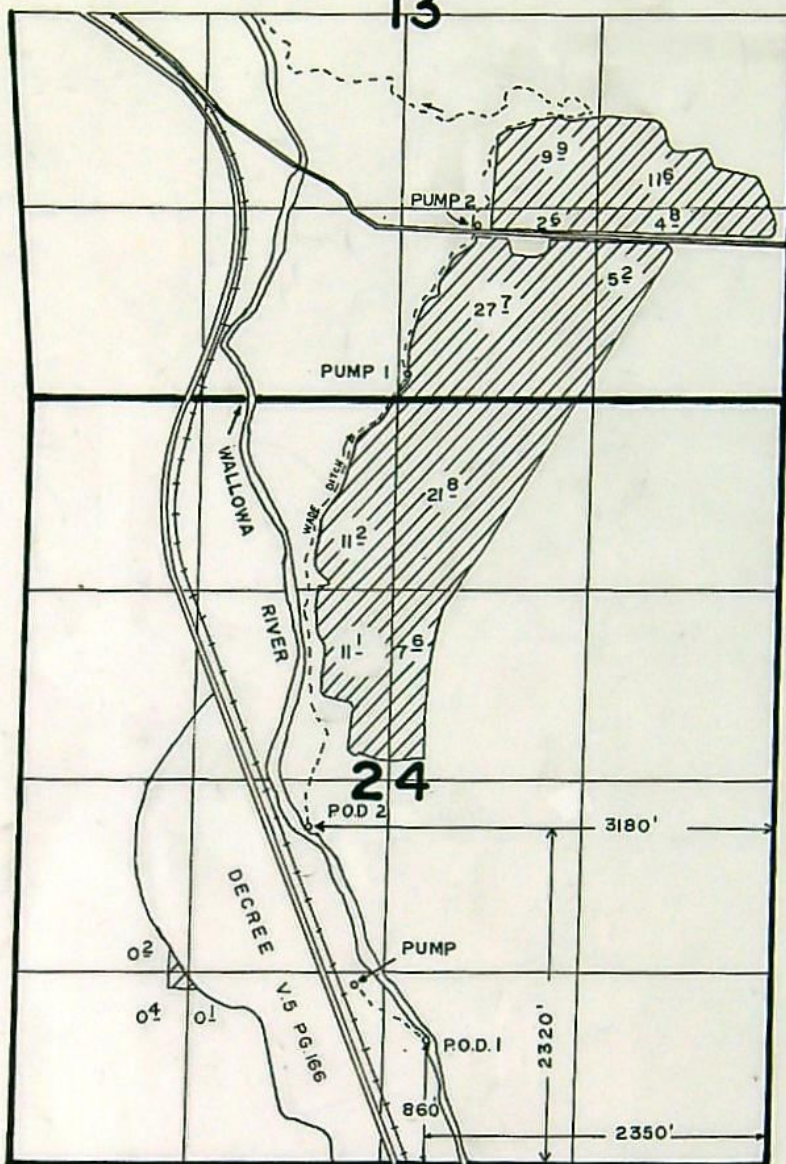 13
9 9
11 6
PUMP 2
2 6
4 8
5 2
27 7
PUMP 1
WALLOWA
RIVER
WADE DITCH
21 8
11 2
11 1
7 6
24
P.O.D 2
3180'
DECREE V.5 PG.166
PUMP
0 2
0 4
0 1
P.O.D. 1
2320'
860'
2350'